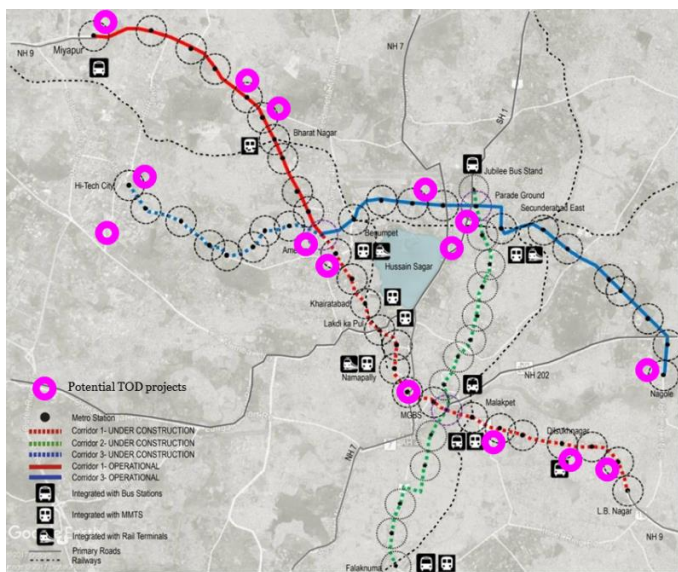 NH 9
Miyapur
NH 7
SH 1
Bharat Nagar
Jubilee Bus Stand
Hi-Tech City
Parade Ground
Secunderabad East
Begumpet
Hussain Sagar
Khairatabad
Lakdi ka Pul
Namapally
NH 202
Nagole
MGBS
Malakpet
Dilsukhnagar
NH 7
L.B. Nagar
NH 9
Falaknuma
Potential TOD projects
Metro Station
Corridor 1- UNDER CONSTRUCTION
Corridor 2- UNDER CONSTRUCTION
Corridor 3- UNDER CONSTRUCTION
Corridor 1- OPERATIONAL
Corridor 3- OPERATIONAL
Integrated with Bus Stations
Integrated with MMTS
Integrated with Rail Terminals
Primary Roads
Railways